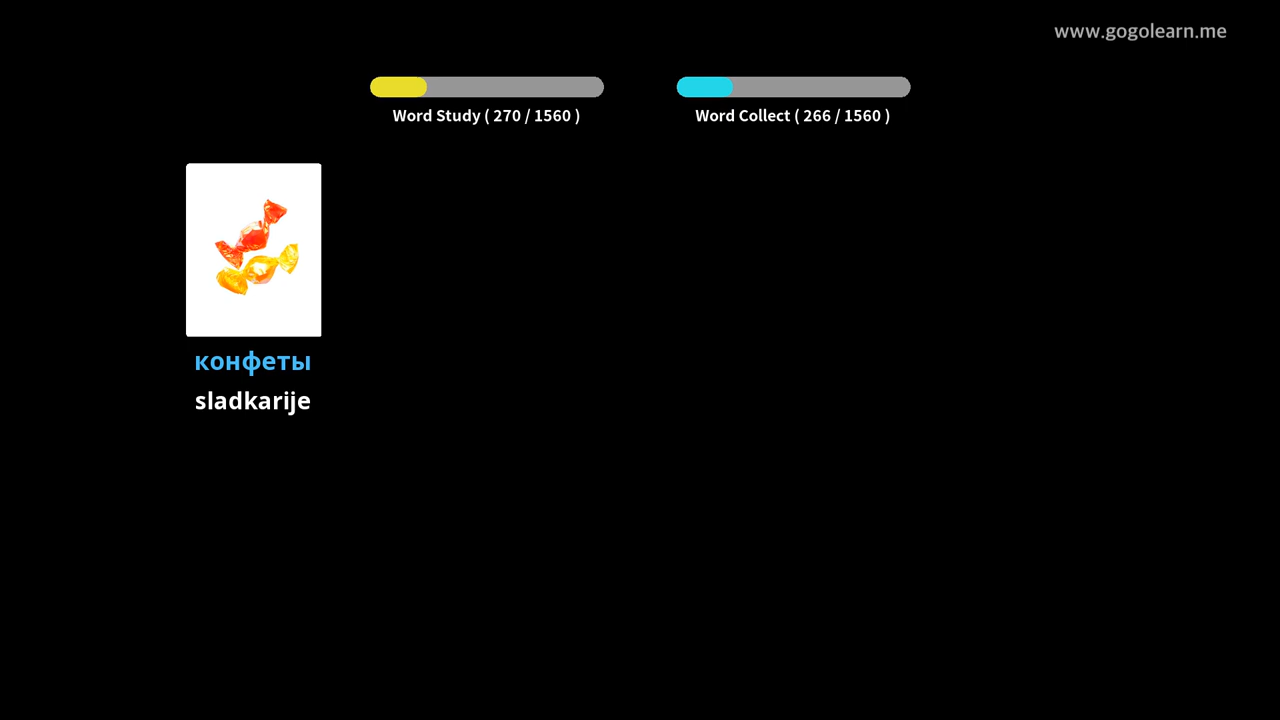 www.gogolearn.me
Word Study ( 270 / 1560 )
Word Collect ( 266 / 1560 )
конфеты
sladkarije